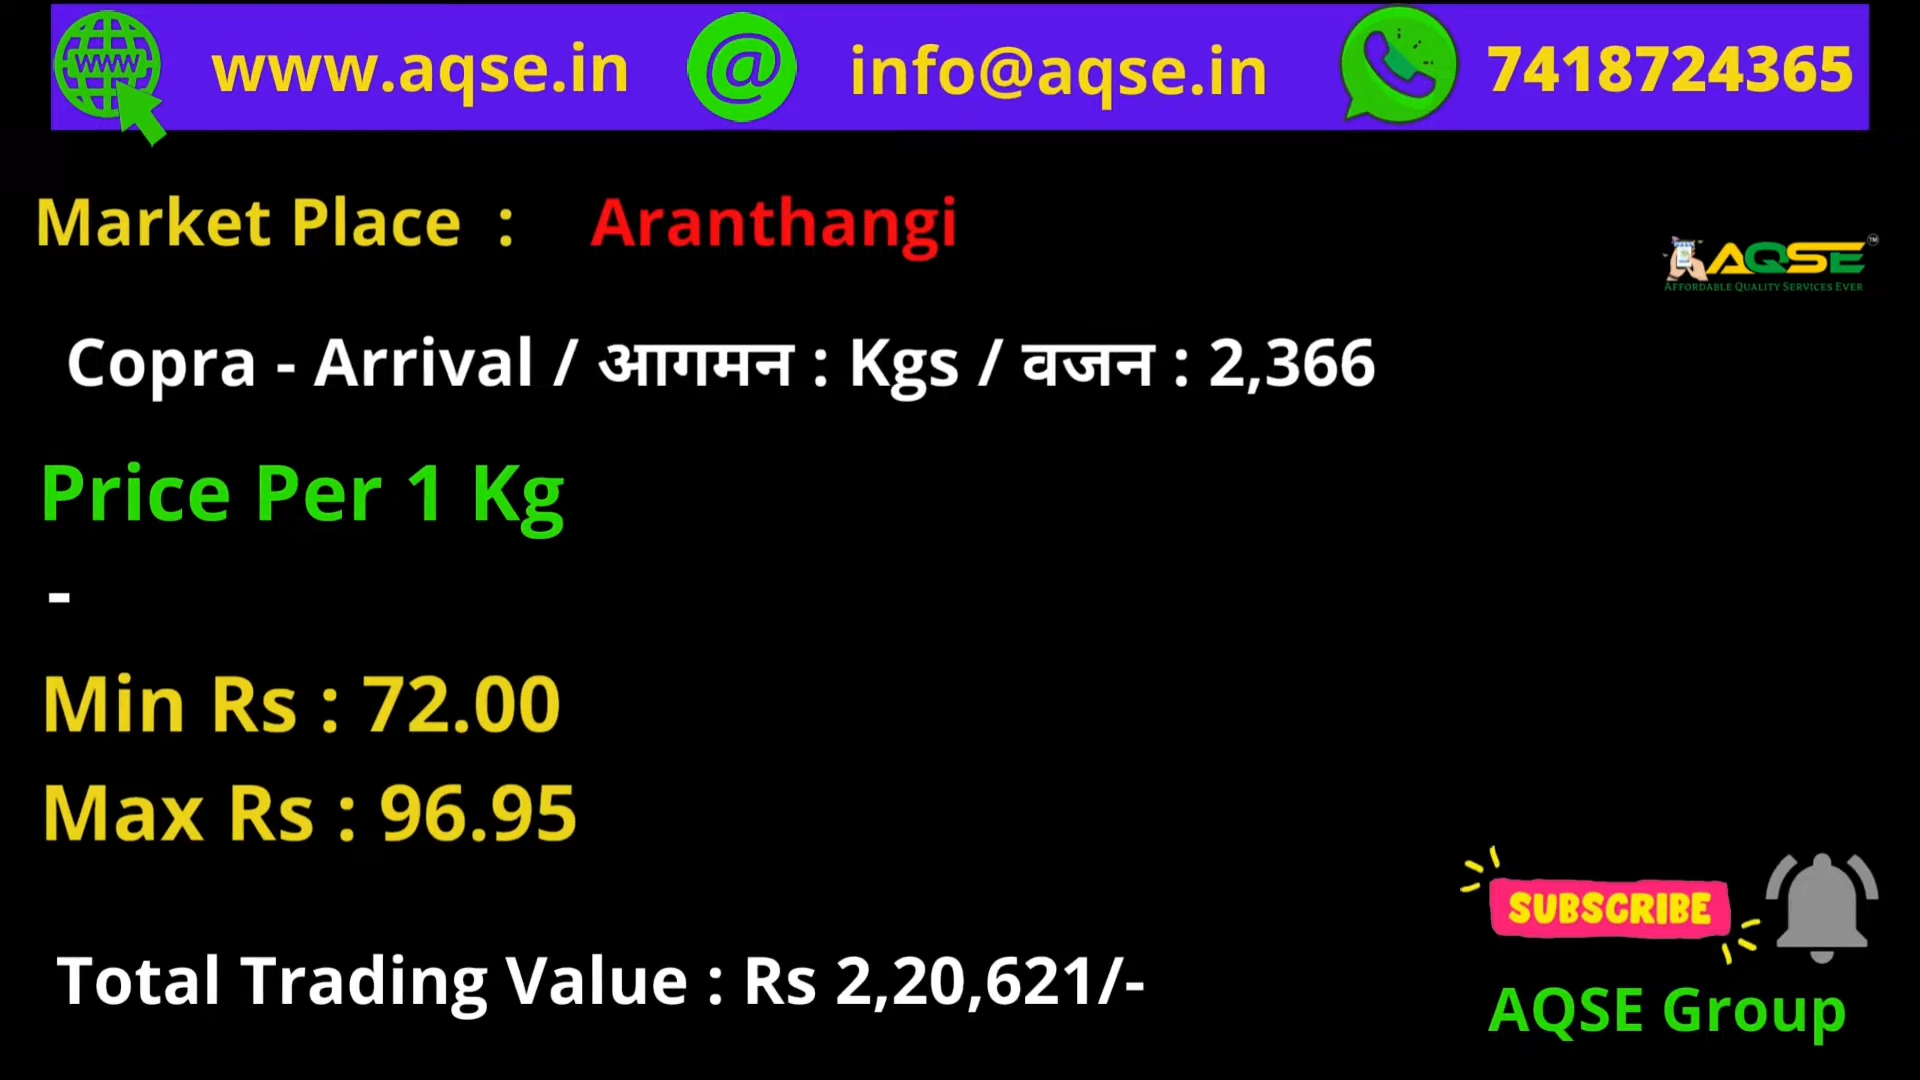 www.aqse.in
info@aqse.in
7418724365
WWW
Market Place : Aranthangi
AQSE™
AFFORDABLE QUALITY SERVICES EVER
Copra - Arrival / आगमन : Kgs / वजन : 2,366
Price Per 1 Kg
-
Min Rs : 72.00
Max Rs : 96.95
SUBSCRIBE
Total Trading Value : Rs 2,20,621/-
AQSE Group